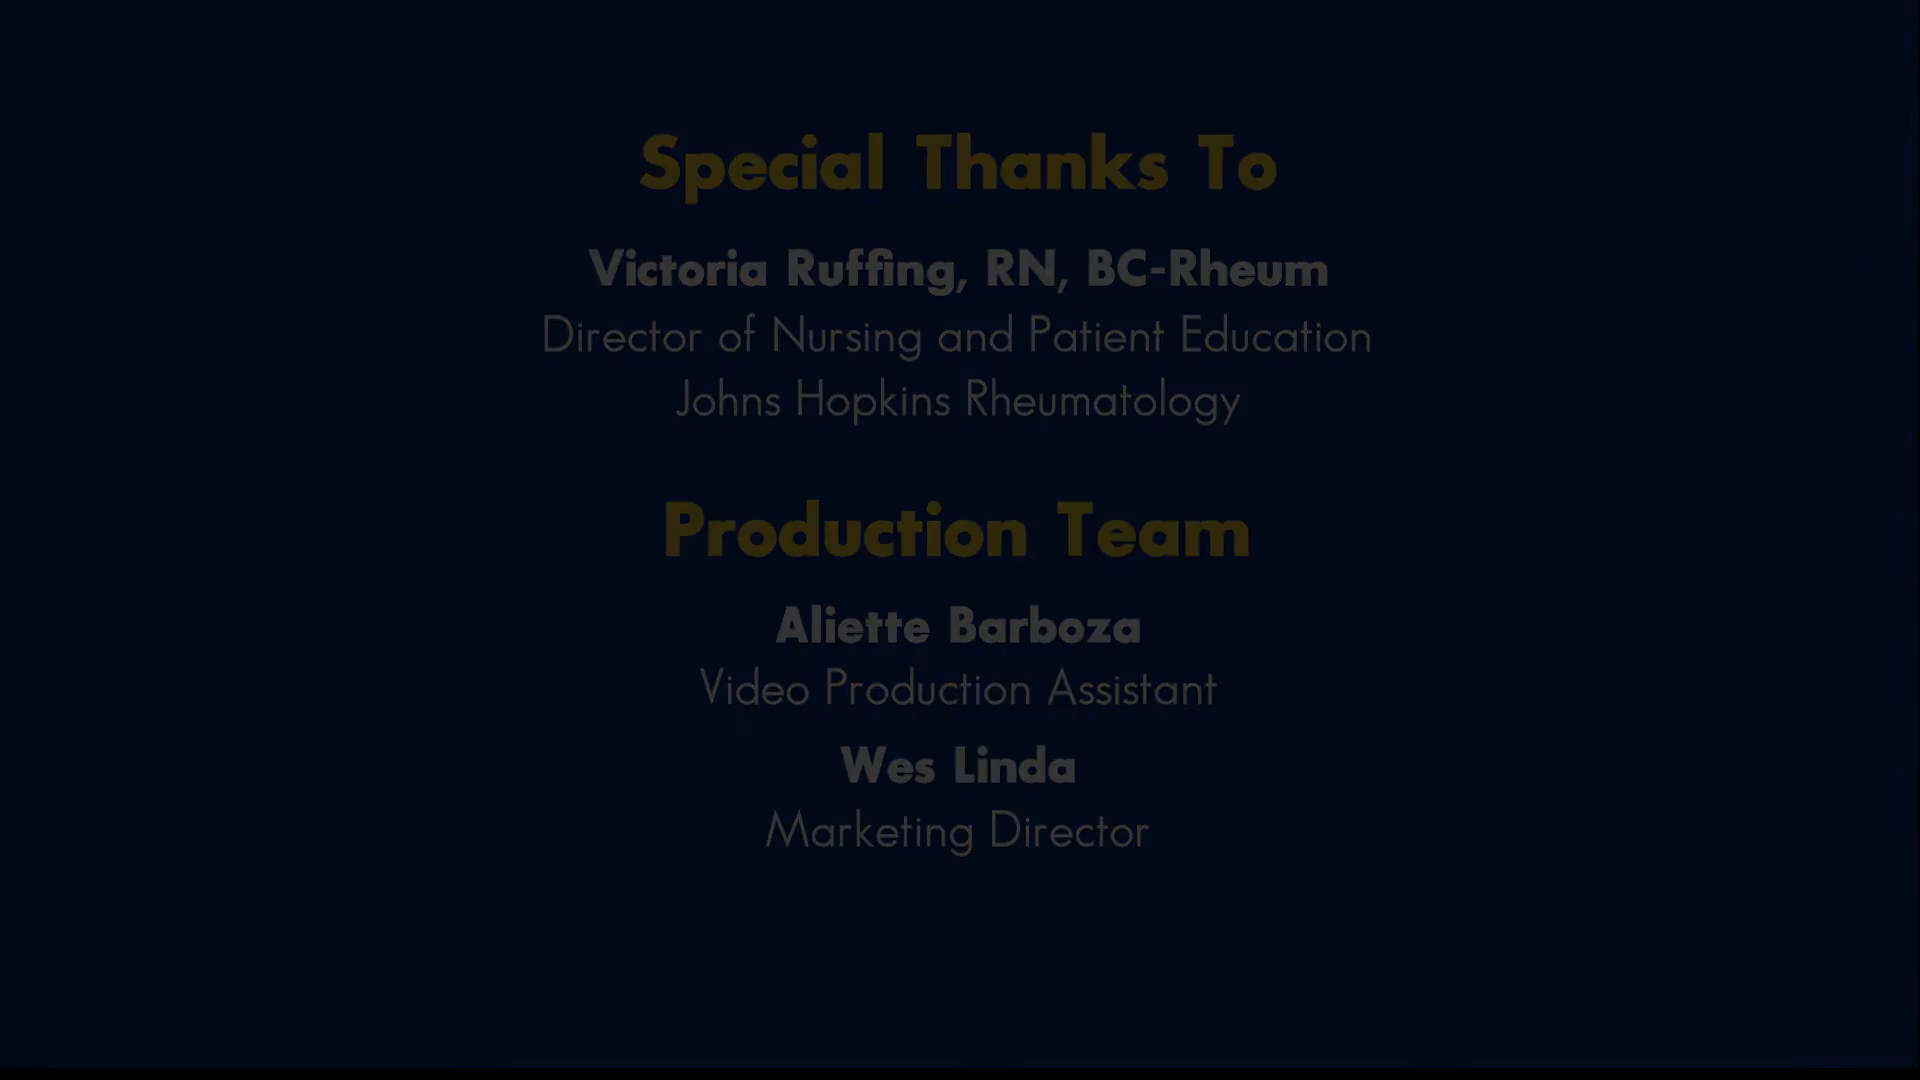 Special Thanks To
Victoria Ruffing, RN, BC-Rheum
Director of Nursing and Patient Education
Johns Hopkins Rheumatology
Production Team
Aliette Barboza
Video Production Assistant
Wes Linda
Marketing Director